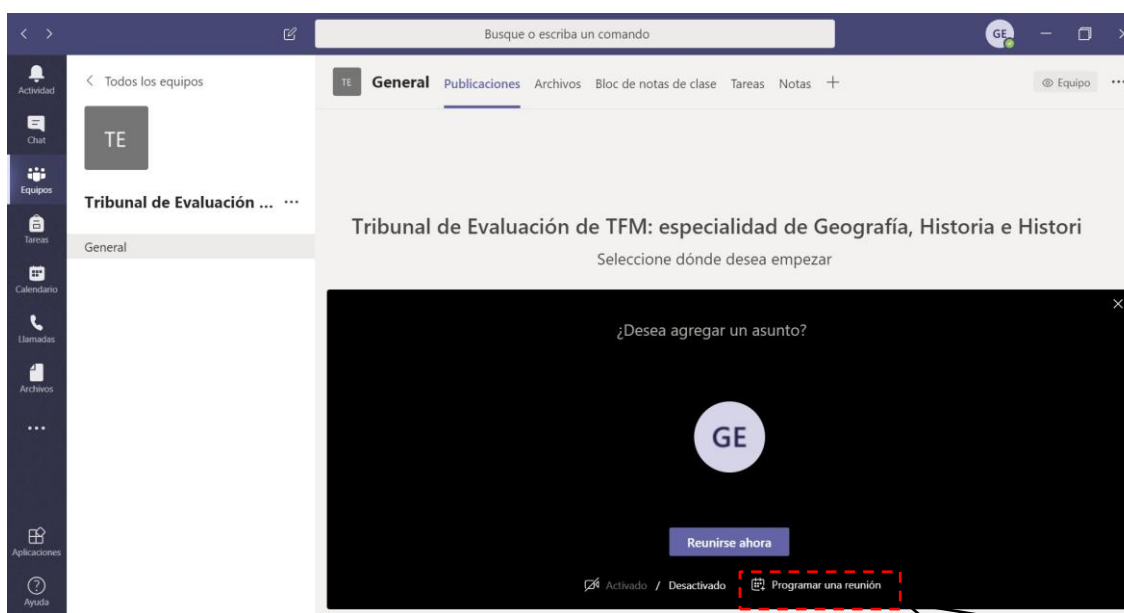 Busque o escriba un comando
GE
Actividad
Chat
Equipos
Tareas
Calendario
Llamadas
Archivos
Aplicaciones
Ayuda
Todos los equipos
TE
Tribunal de Evaluación ...
General
TE General Publicaciones Archivos Bloc de notas de clase Tareas Notas
Equipo
Tribunal de Evaluación de TFM: especialidad de Geografía, Historia e Histori
Seleccione dónde desea empezar
¿Desea agregar un asunto?
GE
Reunirse ahora
Activado / Desactivado Programar una reunión